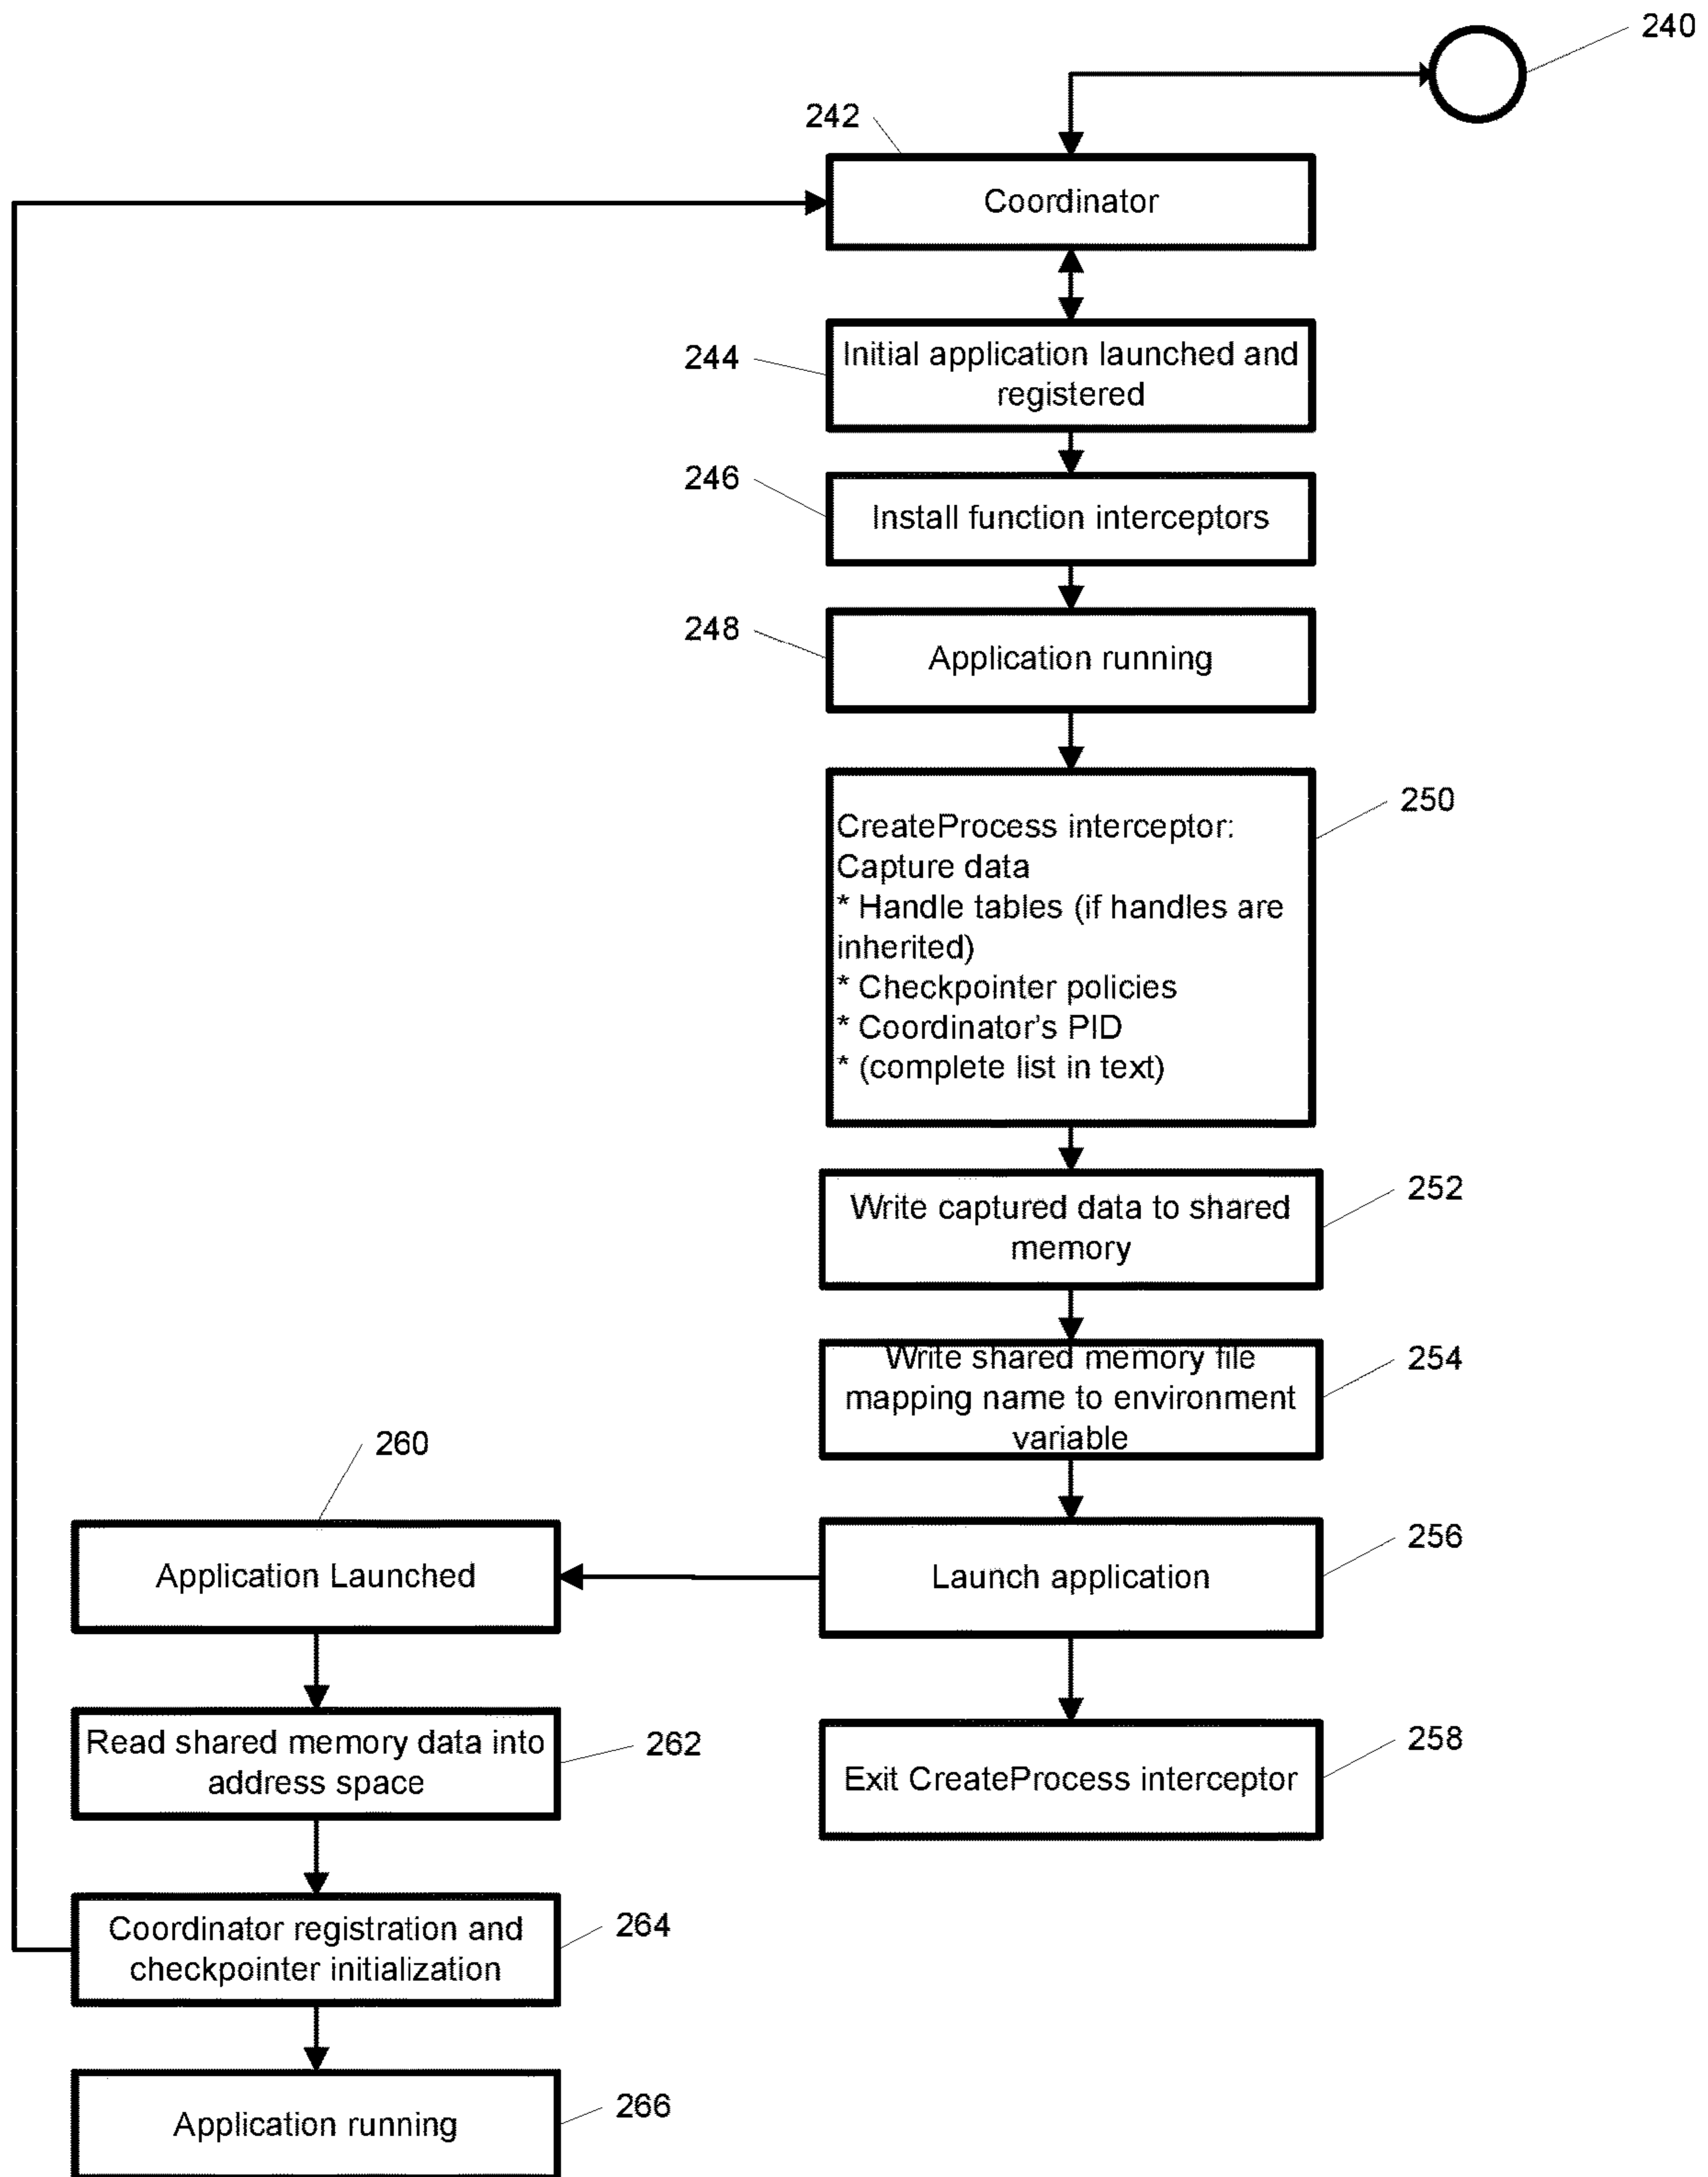 240
242
Coordinator
244
Initial application launched and
registered
246
Install function interceptors
248
Application running
250
CreateProcess interceptor:
Capture data
* Handle tables (if handles are
inherited)
* Checkpointer policies
* Coordinator's PID
* (complete list in text)
252
Write captured data to shared
memory
254
Write shared memory file
mapping name to environment
variable
260
256
Application Launched
Launch application
262
Read shared memory data into
address space
258
Exit CreateProcess interceptor
264
Coordinator registration and
checkpointer initialization
266
Application running